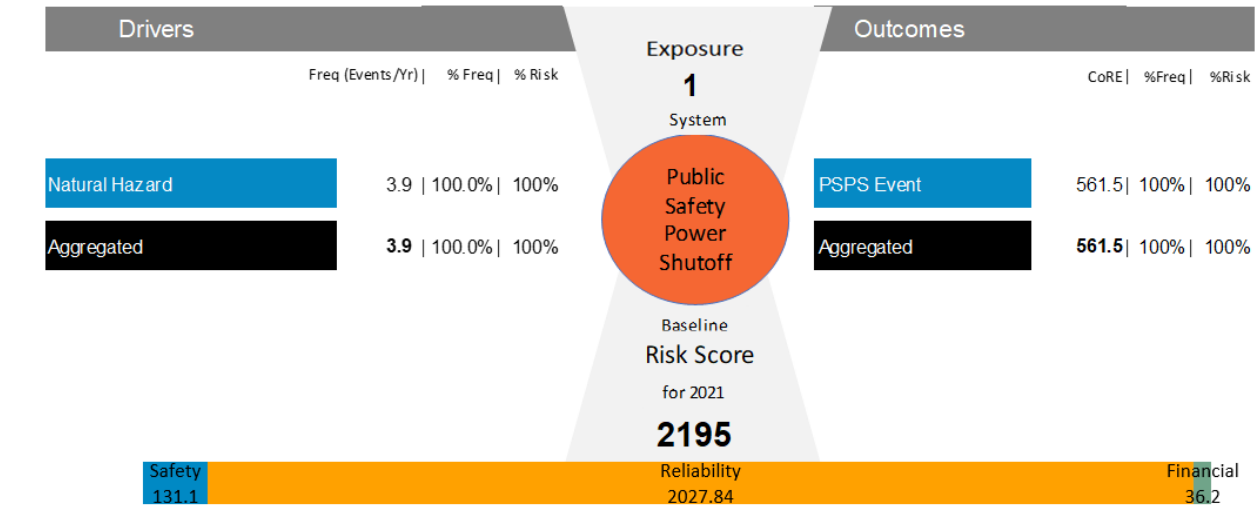 Drivers
Outcomes
Exposure
1
System
Freq (Events/Yr)| % Freq| % Risk
CoRE| %Freq| %Risk
Natural Hazard 3.9 | 100.0%| 100%
Aggregated 3.9 | 100.0%| 100%
Public
Safety
Power
Shutoff
PSPS Event 561.5| 100%| 100%
Aggregated 561.5| 100%| 100%
Baseline
Risk Score
for 2021
2195
Safety Reliability Financial
131.1 2027.84 36.2